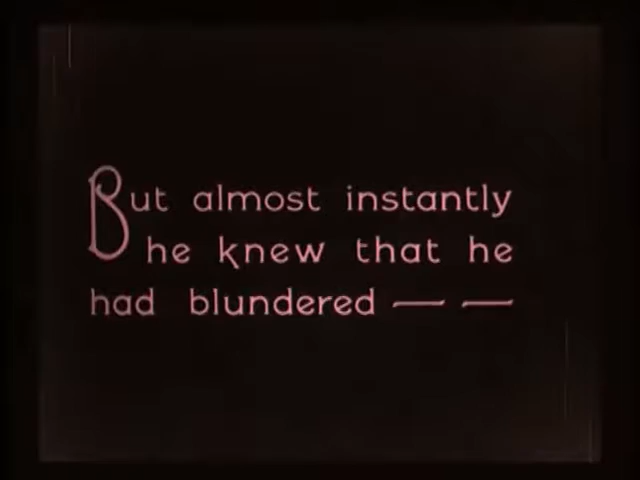 But almost instantly
he knew that he
had blundered — —